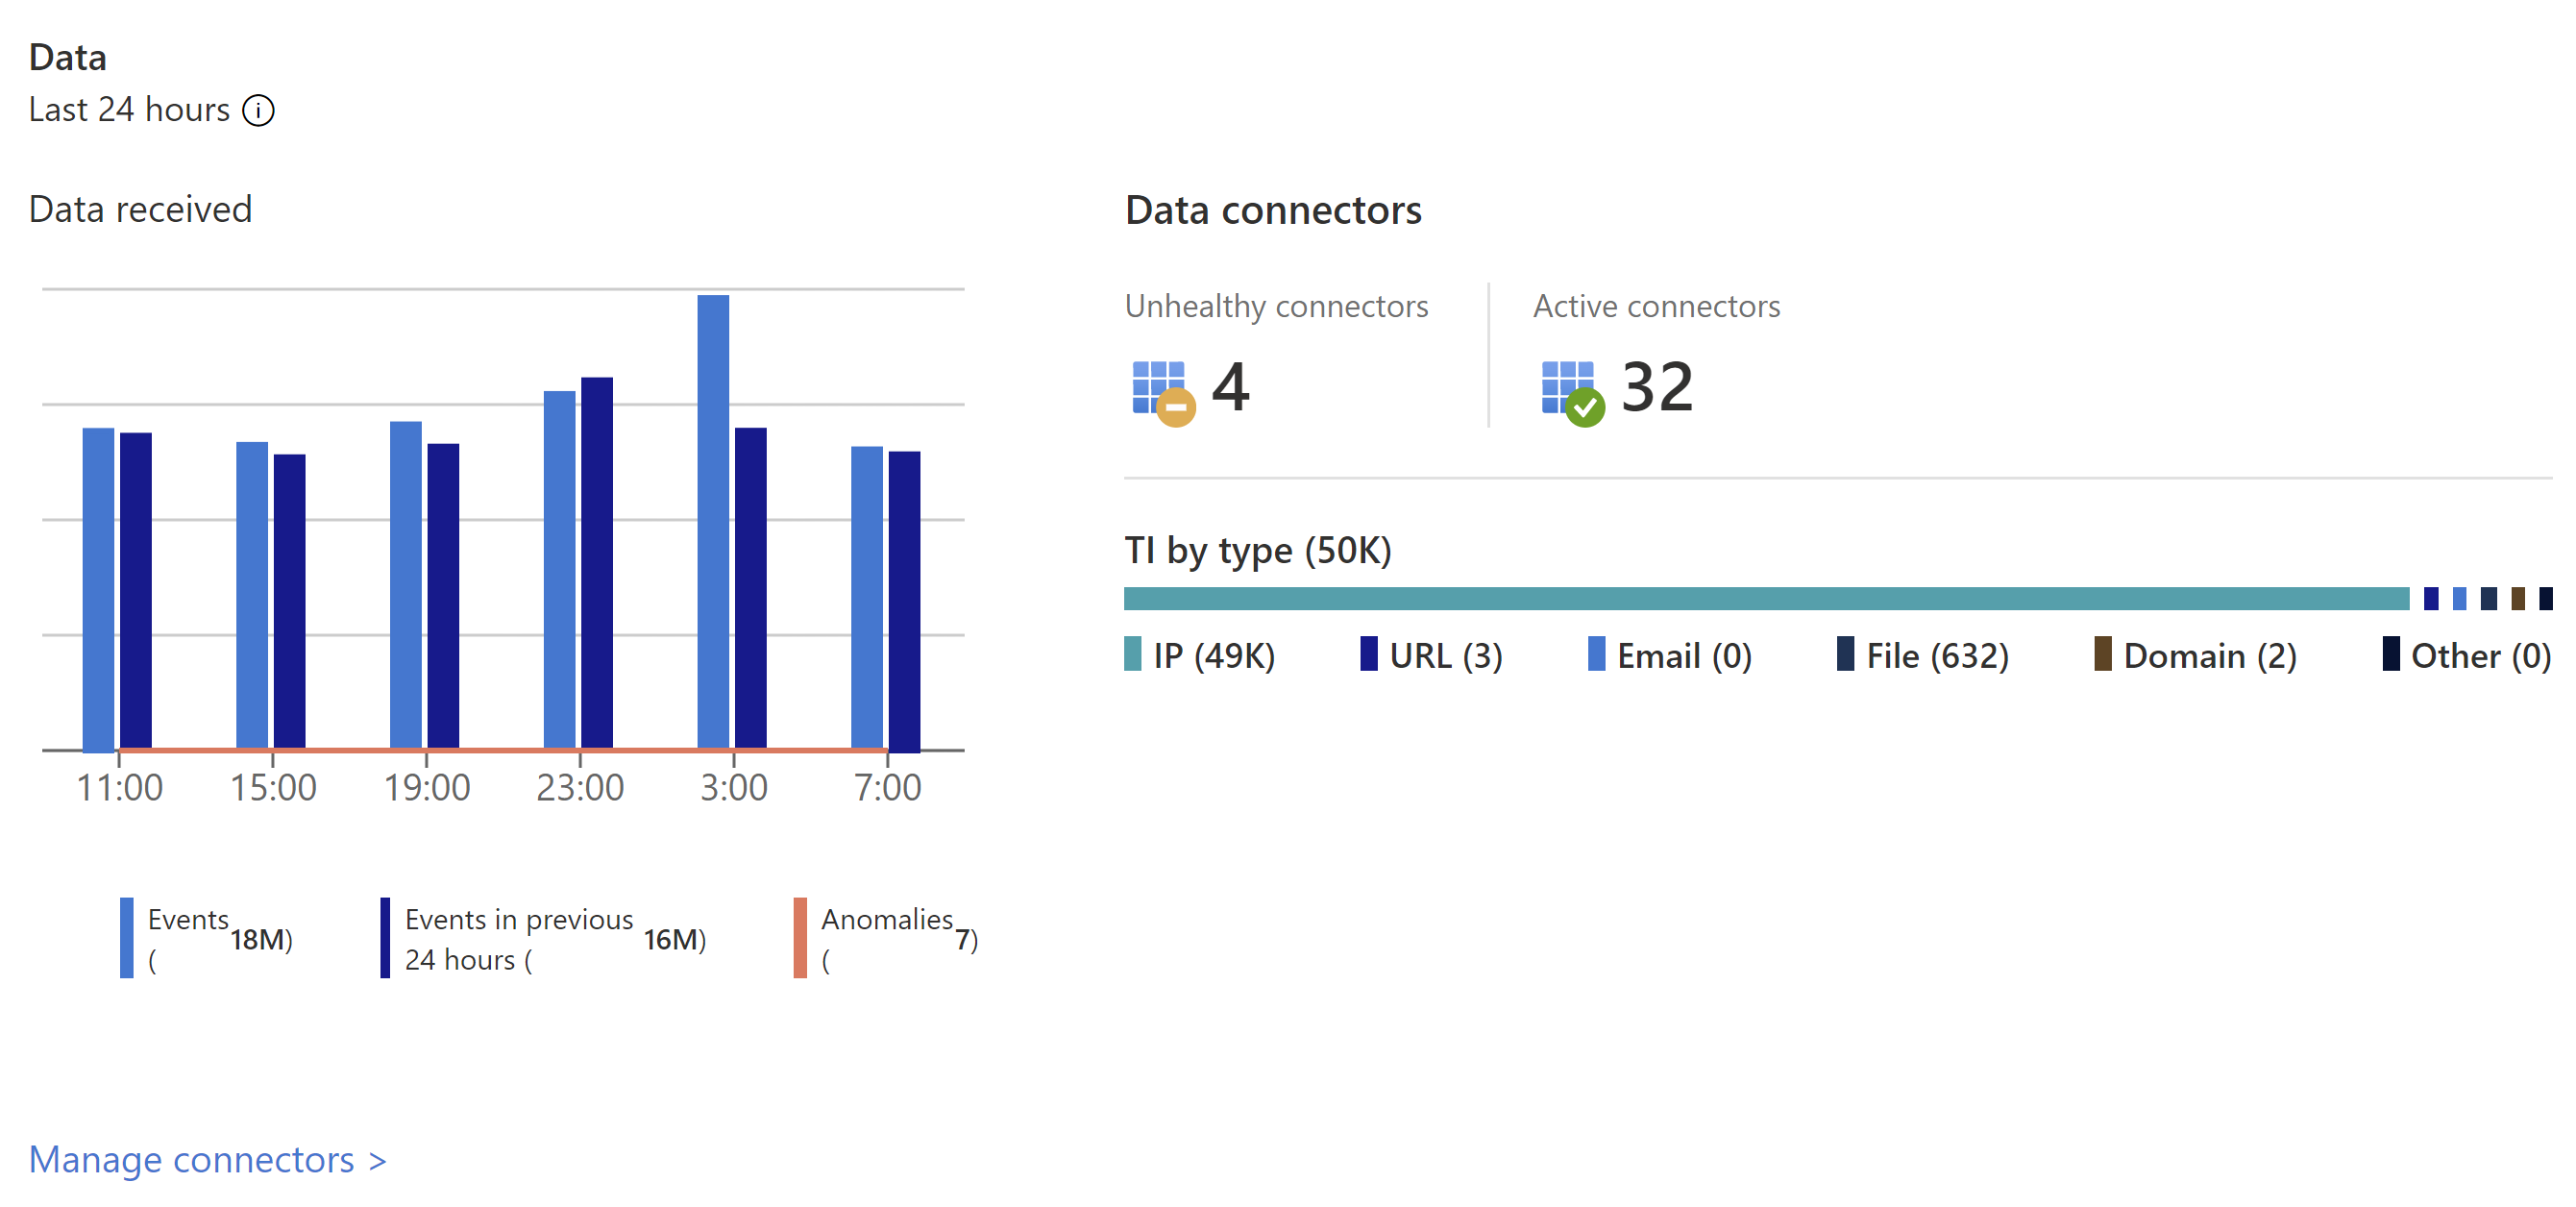 Data
Last 24 hours
Data received
11:00 15:00 19:00 23:00 3:00 7:00
Events (18M)
Events in previous 24 hours (16M)
Anomalies (7)
Manage connectors >
Data connectors
Unhealthy connectors
4
Active connectors
32
TI by type (50K)
IP (49K) URL (3) Email (0) File (632) Domain (2) Other (0)